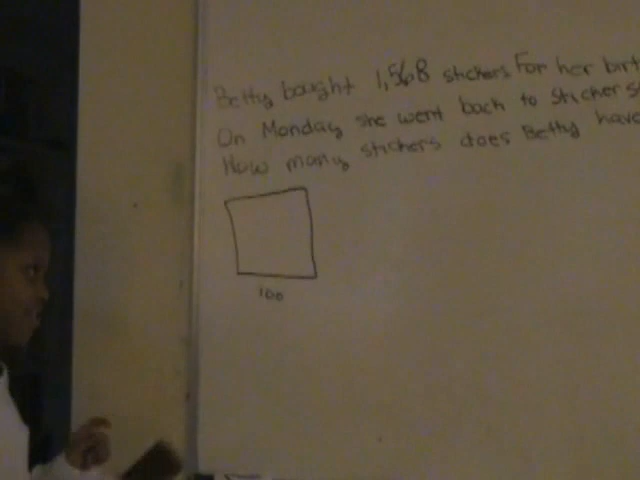 Betty bought 1,568 stickers For her birt
On Monday she went back to sticker s
How many stickers does Betty have
100